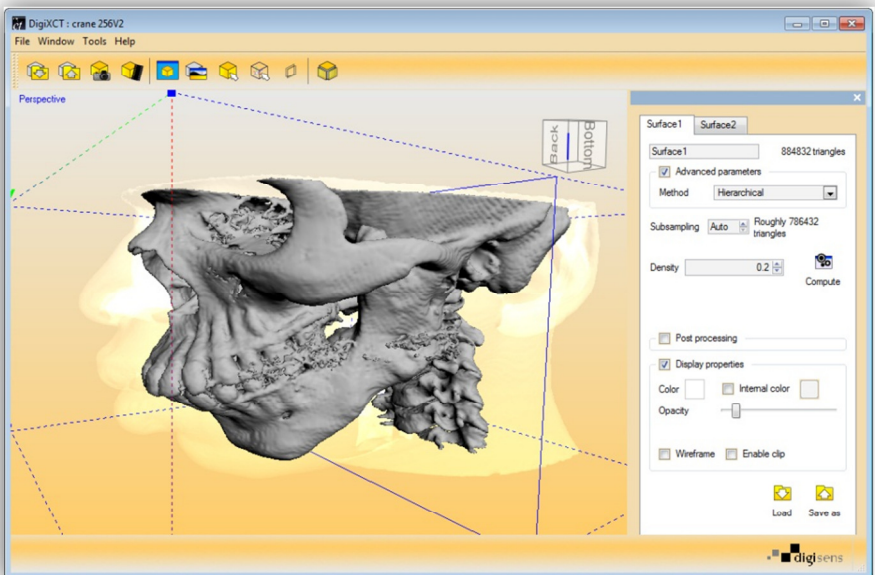 DigiXCT : crane 256V2
File Window Tools Help
Perspective
Back
Bottom
Surface1 Surface2
Surface1 884832 triangles
Advanced parameters
Method Hierarchical
Subsampling Auto Roughly 786432
triangles
Density 0.2
Compute
Post processing
Display properties
Color Internal color
Opacity
Wireframe Enable clip
Load Save as
digisens